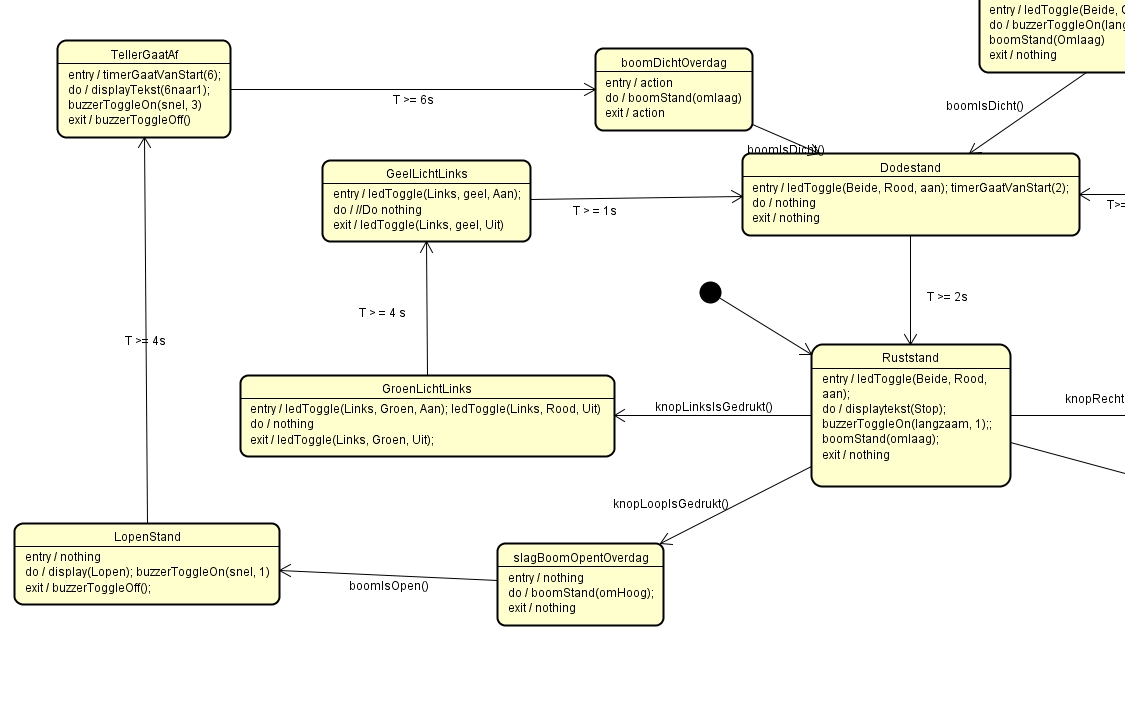 entry / ledToggle(Beide,
do / buzzerToggleOn(lang
boomStand(Omlaag)
exit / nothing
TellerGaatAf
entry / timerGaatVanStart(6);
do / displayTekst(6naar1);
buzzerToggleOn(snel, 3)
exit / buzzerToggleOff()
T >= 6s
boomDichtOverdag
entry / action
do / boomStand(omlaag)
exit / action
boomIsDicht()
boomIsDicht()
GeelLichtLinks
entry / ledToggle(Links, geel, Aan);
do / //Do nothing
exit / ledToggle(Links, geel, Uit)
T > = 1s
Dodestand
entry / ledToggle(Beide, Rood, aan); timerGaatVanStart(2);
do / nothing
exit / nothing
T>=
T >= 2s
T > = 4 s
T >= 4s
Ruststand
entry / ledToggle(Beide, Rood,
aan);
do / displaytekst(Stop);
buzzerToggleOn(langzaam, 1);;
boomStand(omlaag);
exit / nothing
GroenLichtLinks
entry / ledToggle(Links, Groen, Aan); ledToggle(Links, Rood, Uit)
do / nothing
exit / ledToggle(Links, Groen, Uit);
knopLinksIsGedrukt()
knopRecht
knopLoopIsGedrukt()
LopenStand
entry / nothing
do / display(Lopen); buzzerToggleOn(snel, 1)
exit / buzzerToggleOff();
boomIsOpen()
slagBoomOpentOverdag
entry / nothing
do / boomStand(omHoog);
exit / nothing